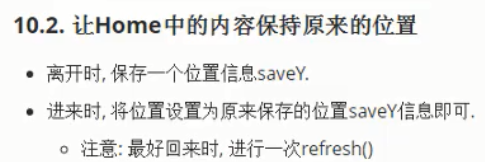 10.2. 让Home中的内容保持原来的位置
离开时, 保存一个位置信息saveY.
进来时, 将位置设置为原来保存的位置saveY信息即可.
注意: 最好回来时, 进行一次refresh()